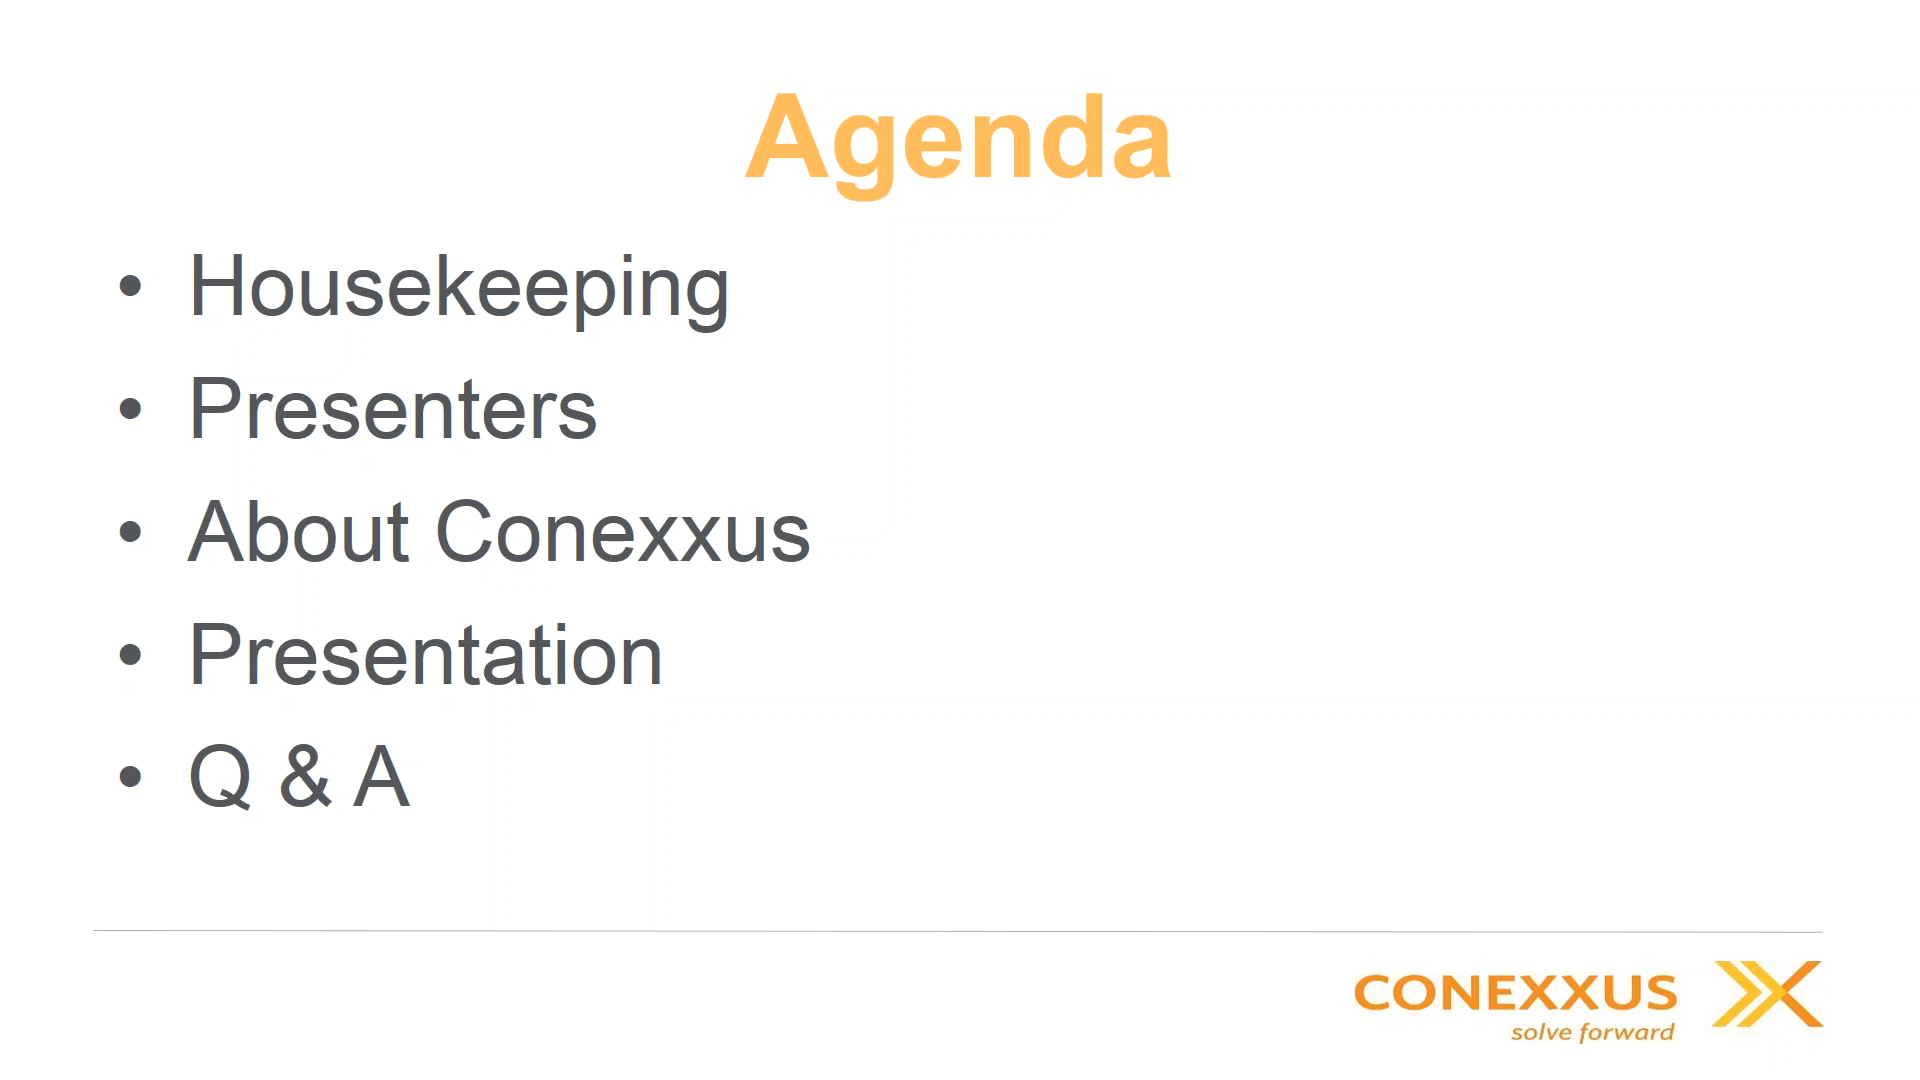 Agenda
• Housekeeping
• Presenters
• About Conexxus
• Presentation
• Q & A
CONEXXUS
solve forward